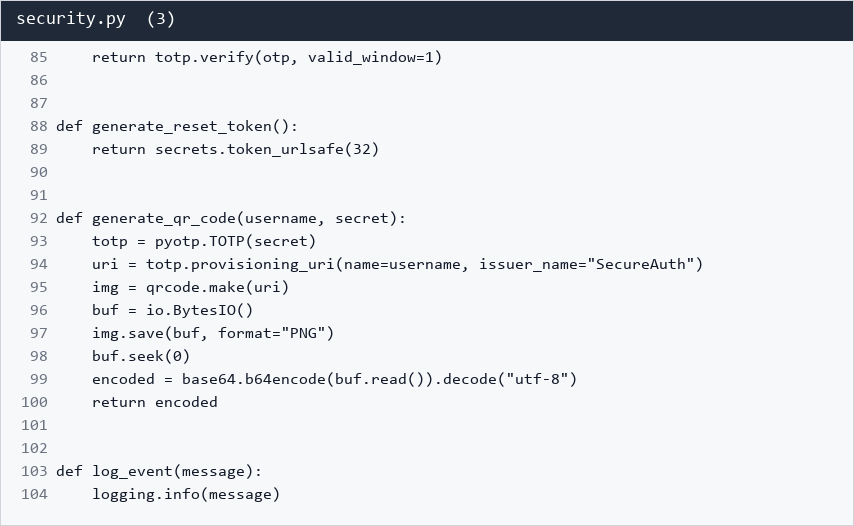 security.py  (3)
85     return totp.verify(otp, valid_window=1)
86
87
88 def generate_reset_token():
89     return secrets.token_urlsafe(32)
90
91
92 def generate_qr_code(username, secret):
93     totp = pyotp.TOTP(secret)
94     uri = totp.provisioning_uri(name=username, issuer_name="SecureAuth")
95     img = qrcode.make(uri)
96     buf = io.BytesIO()
97     img.save(buf, format="PNG")
98     buf.seek(0)
99     encoded = base64.b64encode(buf.read()).decode("utf-8")
100     return encoded
101
102
103 def log_event(message):
104     logging.info(message)